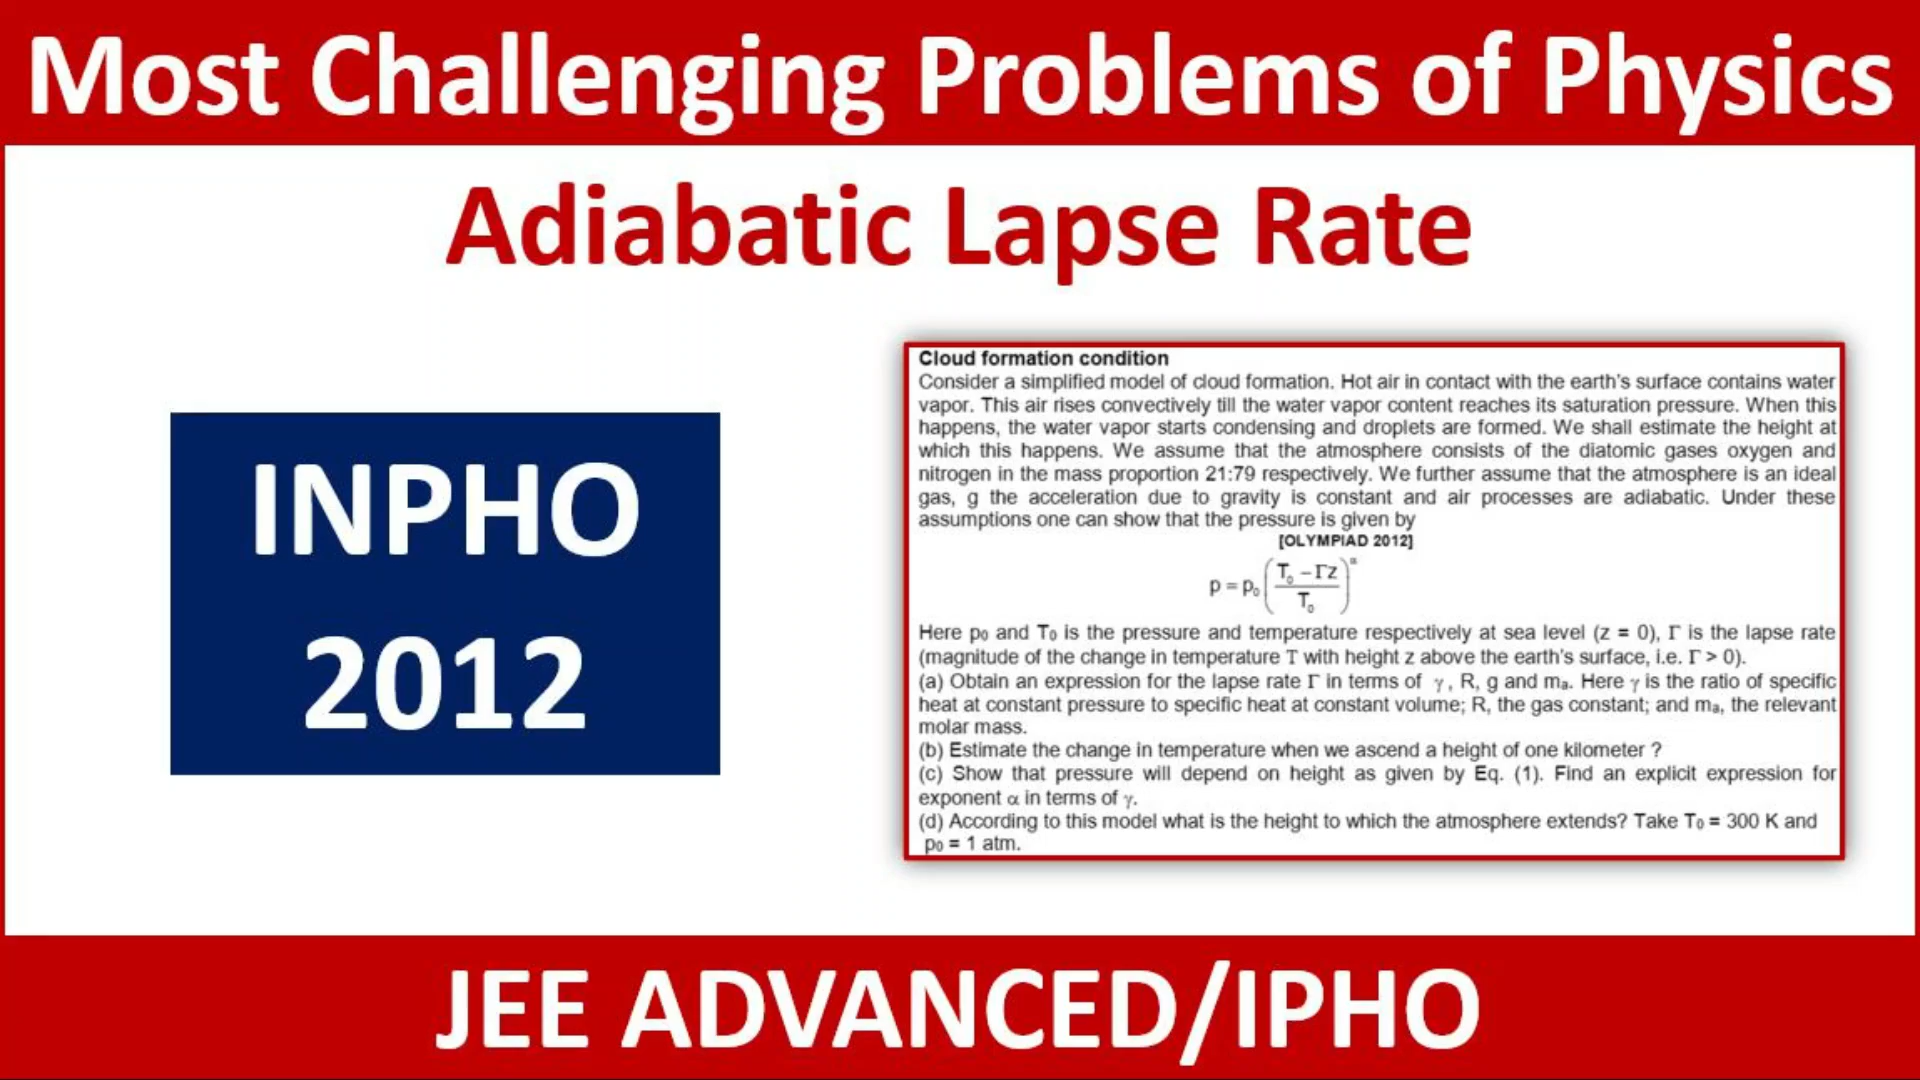 Most Challenging Problems of Physics
Adiabatic Lapse Rate
INPHO
2012
Cloud formation condition
Consider a simplified model of cloud formation. Hot air in contact with the earth's surface contains water
vapor. This air rises convectively till the water vapor content reaches its saturation pressure. When this
happens, the water vapor starts condensing and droplets are formed. We shall estimate the height at
which this happens. We assume that the atmosphere consists of the diatomic gases oxygen and
nitrogen in the mass proportion 21:79 respectively. We further assume that the atmosphere is an ideal
gas, g the acceleration due to gravity is constant and air processes are adiabatic. Under these
assumptions one can show that the pressure is given by
[OLYMPIAD 2012]
p = p₀ ((T₀ – Γz)/T₀)^α
Here p₀ and T₀ is the pressure and temperature respectively at sea level (z = 0), Γ is the lapse rate
(magnitude of the change in temperature T with height z above the earth's surface, i.e. Γ > 0).
(a) Obtain an expression for the lapse rate Γ in terms of γ, R, g and mₐ. Here γ is the ratio of specific
heat at constant pressure to specific heat at constant volume; R, the gas constant; and mₐ, the relevant
molar mass.
(b) Estimate the change in temperature when we ascend a height of one kilometer ?
(c) Show that pressure will depend on height as given by Eq. (1). Find an explicit expression for
exponent α in terms of γ.
(d) According to this model what is the height to which the atmosphere extends? Take T₀ = 300 K and
p₀ = 1 atm.
JEE ADVANCED/IPHO